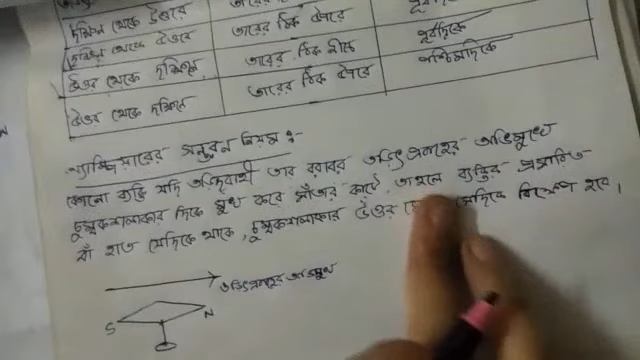 দক্ষিণ থেকে উত্তরে
দক্ষিণ থেকে উত্তরে তারের ঠিক উপরে
উত্তর থেকে দক্ষিণে তারের ঠিক নীচে পূর্বদিকে
উত্তর থেকে দক্ষিণে তারের ঠিক উপরে পশ্চিমদিকে
অ্যাম্পিয়ারের সন্তরণ নিয়ম :-
কোনো ব্যক্তি যদি তড়িৎবাহী তার বরাবর তড়িৎ প্রবাহের অভিমুখে
চুম্বকশলাকার দিকে মুখ করে সাঁতার কাটে, তাহলে ব্যক্তির প্রসারিত
বাঁ হাত যেদিকে থাকে, চুম্বকশলাকার উত্তর সেদিকে বিক্ষেপ হবে।
তড়িৎপ্রবাহের অভিমুখ
S N